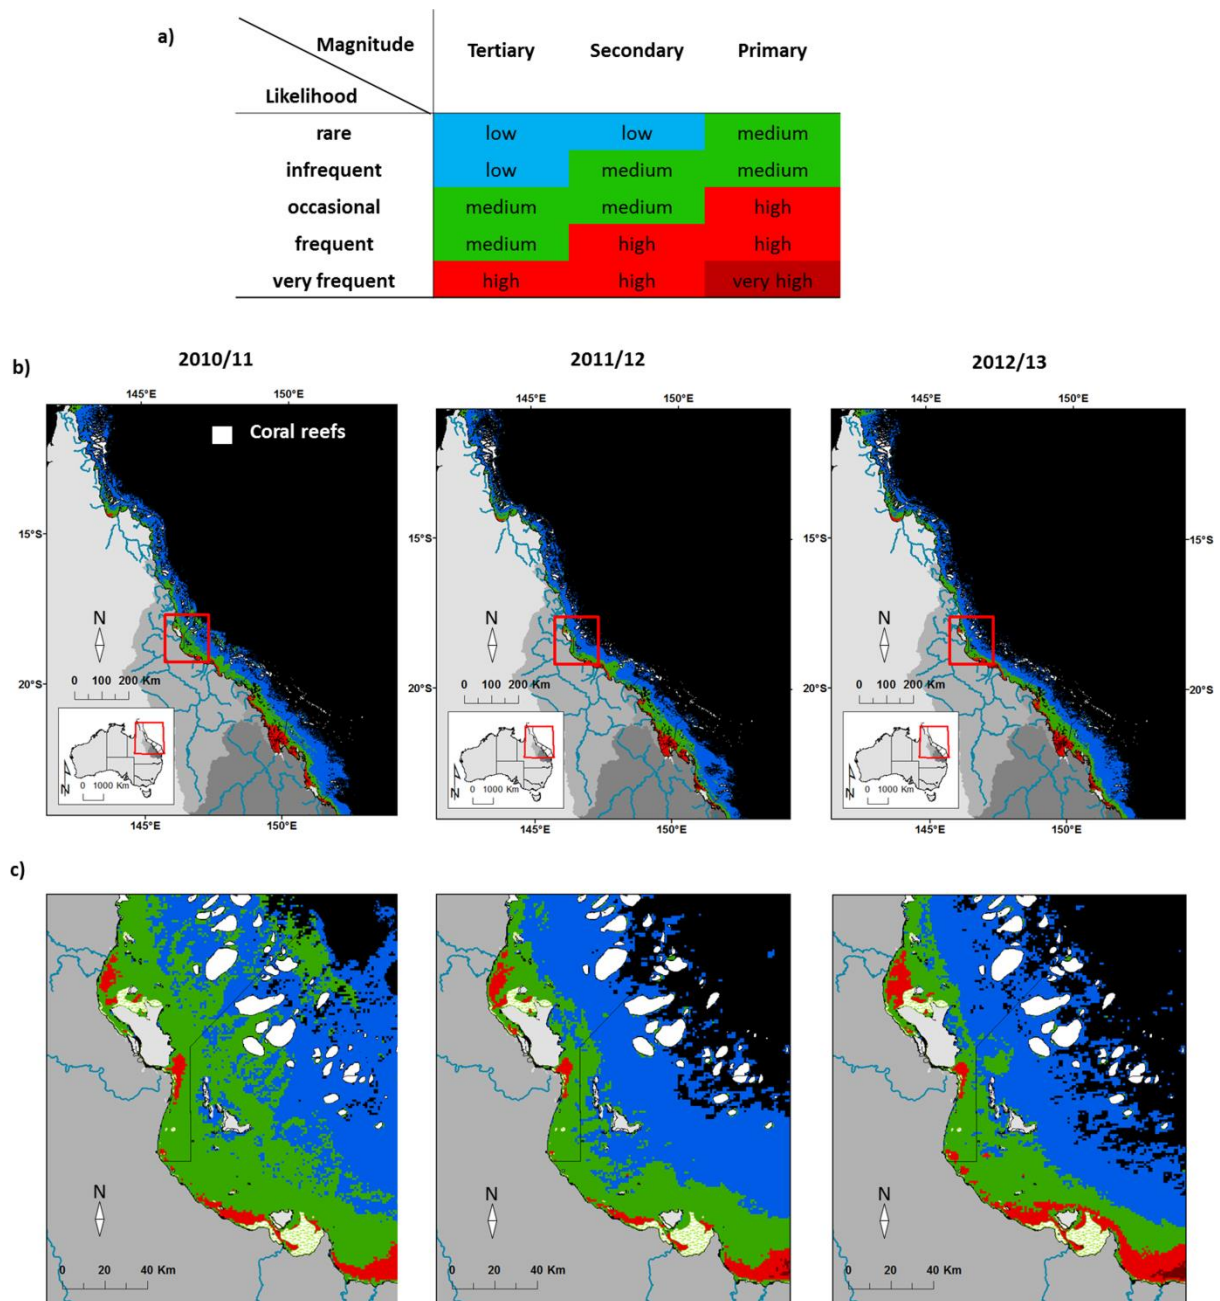 a)
Magnitude Tertiary Secondary Primary
Likelihood
rare low low medium
infrequent low medium medium
occasional medium medium high
frequent medium high high
very frequent high high very high
b)
2010/11 2011/12 2012/13
145°E 150°E 145°E 150°E 145°E 150°E
Coral reefs
15°S 15°S 15°S
N N N
0 100 200 Km 0 100 200 Km 0 100 200 Km
20°S 20°S 20°S
N N N
0 1000 Km 0 1000 Km 0 1000 Km
145°E 150°E 145°E 150°E 145°E 150°E
c)
N N N
0 20 40 Km 0 20 40 Km 0 20 40 Km